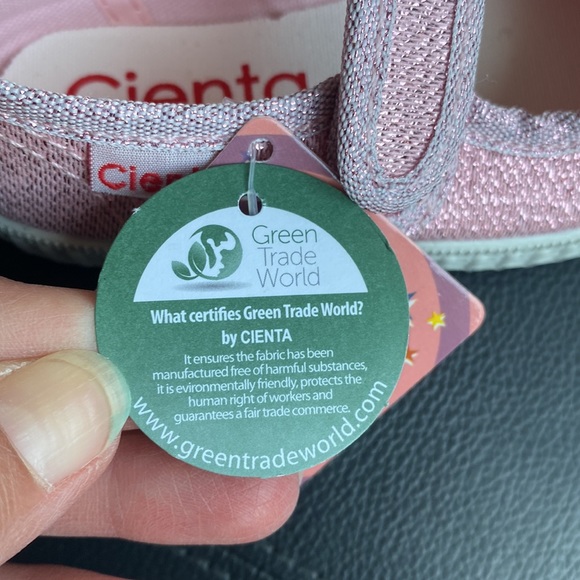 Cienta
Cienta
Green
Trade
World
What certifies Green Trade World?
by CIENTA
It ensures the fabric has been
manufactured free of harmful substances,
it is evironmentally friendly, protects the
human right of workers and
guarantees a fair trade commerce.
www.greentradeworld.com